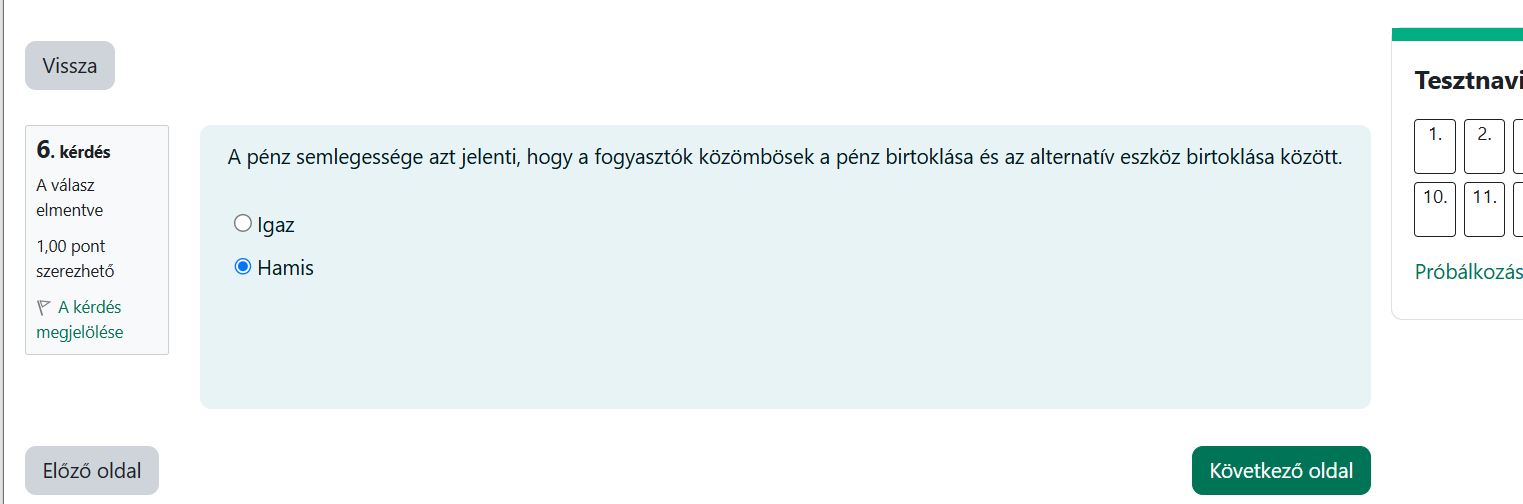 Vissza
6. kérdés
A válasz
elmentve
1,00 pont
szerezhető
A kérdés
megjelölése
A pénz semlegessége azt jelenti, hogy a fogyasztók közömbösek a pénz birtoklása és az alternatív eszköz birtoklása között.
Igaz
Hamis
Előző oldal
Következő oldal
Tesztnavi
1. 2.
10. 11.
Próbálkozás